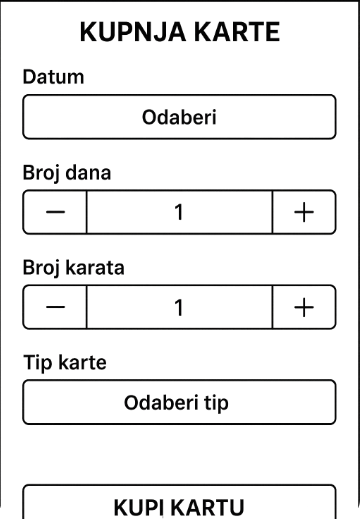 KUPNJA KARTE
Datum
Odaberi
Broj dana
— 1 +
Broj karata
— 1 +
Tip karte
Odaberi tip
KUPI KARTU